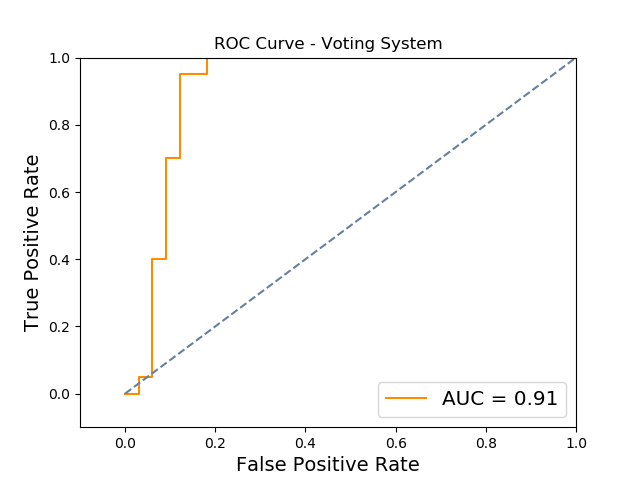 ROC Curve - Voting System
1.0
0.8
0.6
0.4
0.2
0.0
True Positive Rate
AUC = 0.91
0.0 0.2 0.4 0.6 0.8 1.0
False Positive Rate